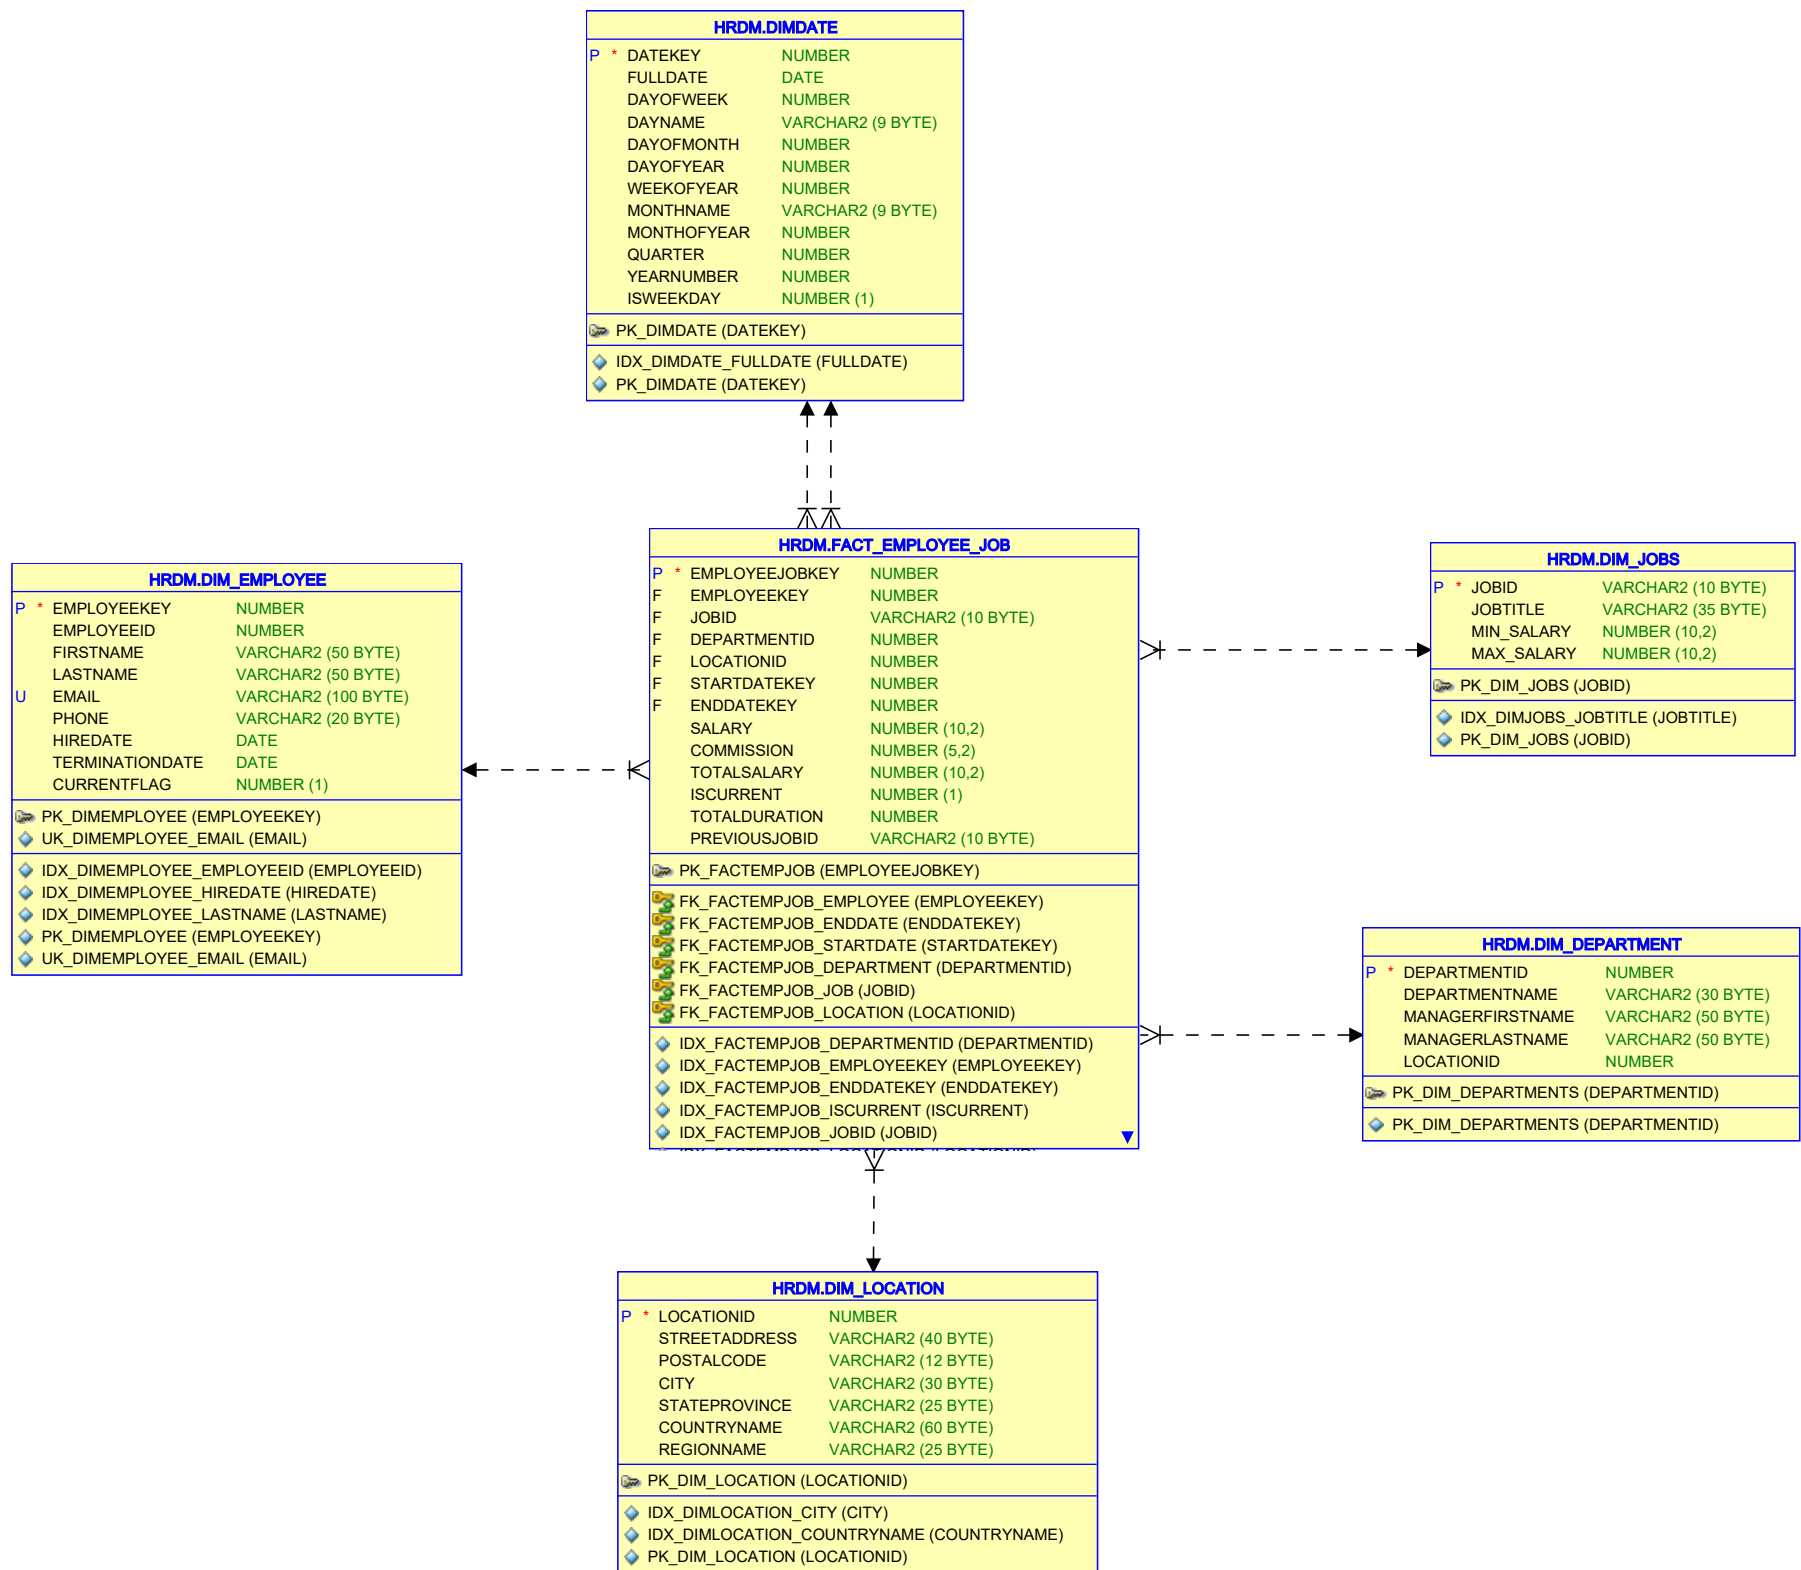 HRDM.DIMDATE
P * DATEKEY NUMBER
FULLDATE DATE
DAYOFWEEK NUMBER
DAYNAME VARCHAR2 (9 BYTE)
DAYOFMONTH NUMBER
DAYOFYEAR NUMBER
WEEKOFYEAR NUMBER
MONTHNAME VARCHAR2 (9 BYTE)
MONTHOFYEAR NUMBER
QUARTER NUMBER
YEARNUMBER NUMBER
ISWEEKDAY NUMBER (1)
PK_DIMDATE (DATEKEY)
IDX_DIMDATE_FULLDATE (FULLDATE)
PK_DIMDATE (DATEKEY)
HRDM.DIM_EMPLOYEE
P * EMPLOYEEKEY NUMBER
EMPLOYEEID NUMBER
FIRSTNAME VARCHAR2 (50 BYTE)
LASTNAME VARCHAR2 (50 BYTE)
U EMAIL VARCHAR2 (100 BYTE)
PHONE VARCHAR2 (20 BYTE)
HIREDATE DATE
TERMINATIONDATE DATE
CURRENTFLAG NUMBER (1)
PK_DIMEMPLOYEE (EMPLOYEEKEY)
UK_DIMEMPLOYEE_EMAIL (EMAIL)
IDX_DIMEMPLOYEE_EMPLOYEEID (EMPLOYEEID)
IDX_DIMEMPLOYEE_HIREDATE (HIREDATE)
IDX_DIMEMPLOYEE_LASTNAME (LASTNAME)
PK_DIMEMPLOYEE (EMPLOYEEKEY)
UK_DIMEMPLOYEE_EMAIL (EMAIL)
HRDM.FACT_EMPLOYEE_JOB
P * EMPLOYEEJOBKEY NUMBER
F EMPLOYEEKEY NUMBER
F JOBID VARCHAR2 (10 BYTE)
F DEPARTMENTID NUMBER
F LOCATIONID NUMBER
F STARTDATEKEY NUMBER
F ENDDATEKEY NUMBER
SALARY NUMBER (10,2)
COMMISSION NUMBER (5,2)
TOTALSALARY NUMBER (10,2)
ISCURRENT NUMBER (1)
TOTALDURATION NUMBER
PREVIOUSJOBID VARCHAR2 (10 BYTE)
PK_FACTEMPJOB (EMPLOYEEJOBKEY)
FK_FACTEMPJOB_EMPLOYEE (EMPLOYEEKEY)
FK_FACTEMPJOB_ENDDATE (ENDDATEKEY)
FK_FACTEMPJOB_STARTDATE (STARTDATEKEY)
FK_FACTEMPJOB_DEPARTMENT (DEPARTMENTID)
FK_FACTEMPJOB_JOB (JOBID)
FK_FACTEMPJOB_LOCATION (LOCATIONID)
IDX_FACTEMPJOB_DEPARTMENTID (DEPARTMENTID)
IDX_FACTEMPJOB_EMPLOYEEKEY (EMPLOYEEKEY)
IDX_FACTEMPJOB_ENDDATEKEY (ENDDATEKEY)
IDX_FACTEMPJOB_ISCURRENT (ISCURRENT)
IDX_FACTEMPJOB_JOBID (JOBID)
HRDM.DIM_JOBS
P * JOBID VARCHAR2 (10 BYTE)
JOBTITLE VARCHAR2 (35 BYTE)
MIN_SALARY NUMBER (10,2)
MAX_SALARY NUMBER (10,2)
PK_DIM_JOBS (JOBID)
IDX_DIMJOBS_JOBTITLE (JOBTITLE)
PK_DIM_JOBS (JOBID)
HRDM.DIM_DEPARTMENT
P * DEPARTMENTID NUMBER
DEPARTMENTNAME VARCHAR2 (30 BYTE)
MANAGERFIRSTNAME VARCHAR2 (50 BYTE)
MANAGERLASTNAME VARCHAR2 (50 BYTE)
LOCATIONID NUMBER
PK_DIM_DEPARTMENTS (DEPARTMENTID)
PK_DIM_DEPARTMENTS (DEPARTMENTID)
HRDM.DIM_LOCATION
P * LOCATIONID NUMBER
STREETADDRESS VARCHAR2 (40 BYTE)
POSTALCODE VARCHAR2 (12 BYTE)
CITY VARCHAR2 (30 BYTE)
STATEPROVINCE VARCHAR2 (25 BYTE)
COUNTRYNAME VARCHAR2 (60 BYTE)
REGIONNAME VARCHAR2 (25 BYTE)
PK_DIM_LOCATION (LOCATIONID)
IDX_DIMLOCATION_CITY (CITY)
IDX_DIMLOCATION_COUNTRYNAME (COUNTRYNAME)
PK_DIM_LOCATION (LOCATIONID)